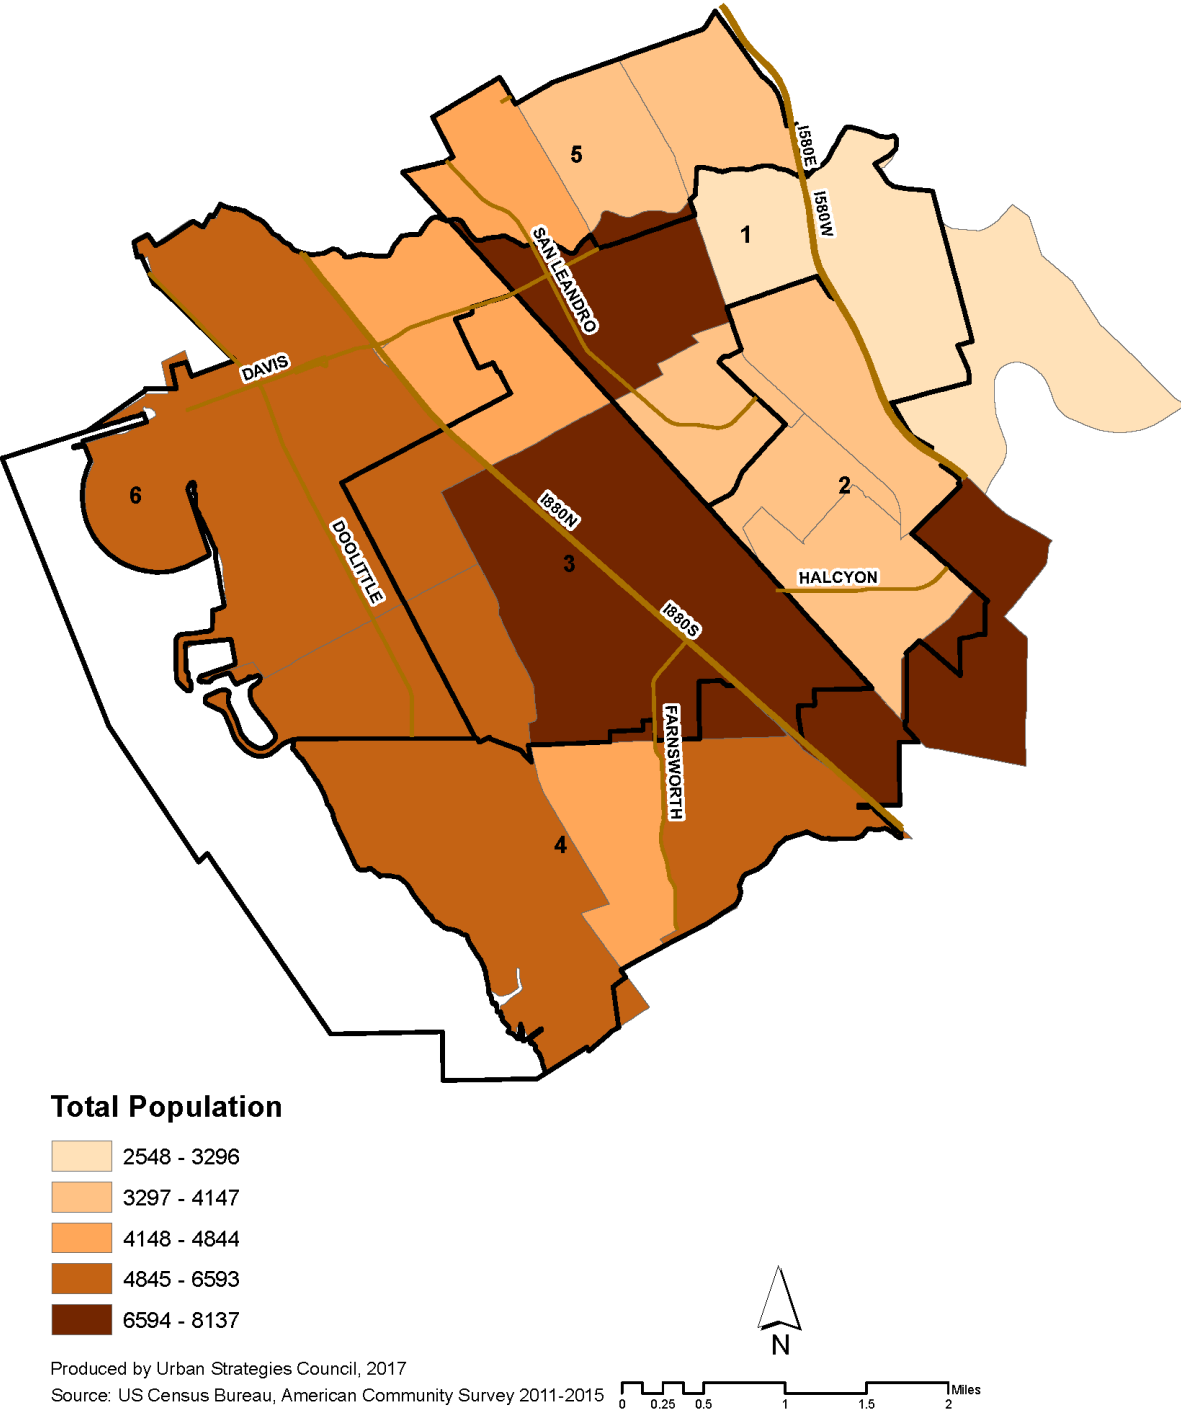 I580E
5
I580W
1
SAN LEANDRO
DAVIS
2
6
I880N
DOOLITTLE
3
HALCYON
I880S
FARNSWORTH
4
Total Population
2548 - 3296
3297 - 4147
4148 - 4844
4845 - 6593
6594 - 8137
N
Produced by Urban Strategies Council, 2017
Source: US Census Bureau, American Community Survey 2011-2015
Miles
0 0.25 0.5 1 1.5 2